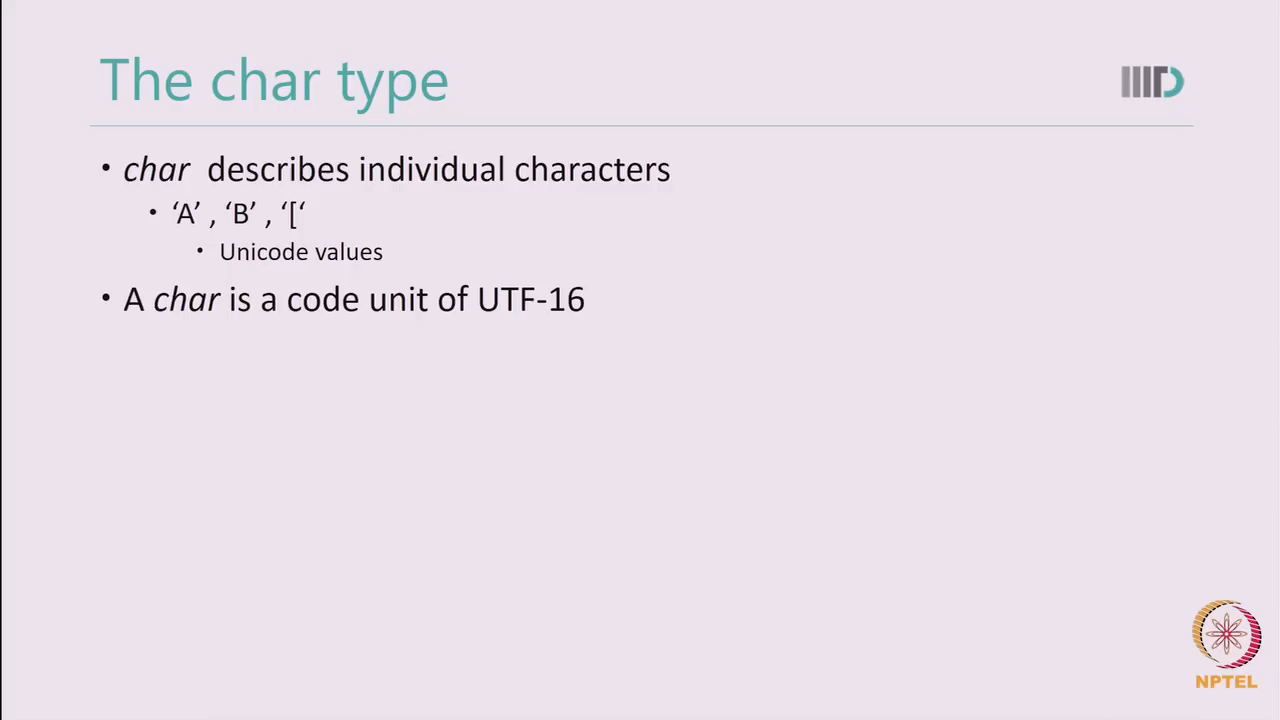 The char type
• char describes individual characters
• ‘A’ , ‘B’ , ‘[‘
• Unicode values
• A char is a code unit of UTF-16
NPTEL